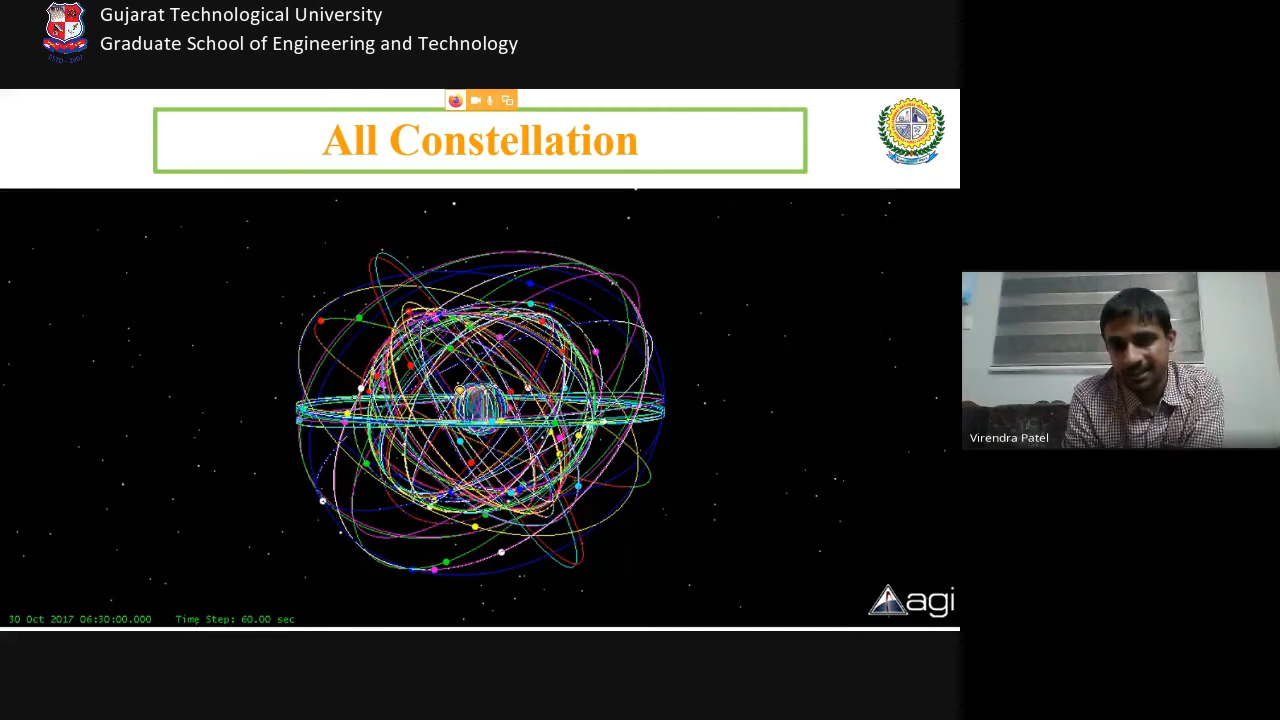 Gujarat Technological University
Graduate School of Engineering and Technology
All Constellation
Virendra Patel
agi
30 Oct 2017 06:30:00.000 Time Step: 60.00 sec